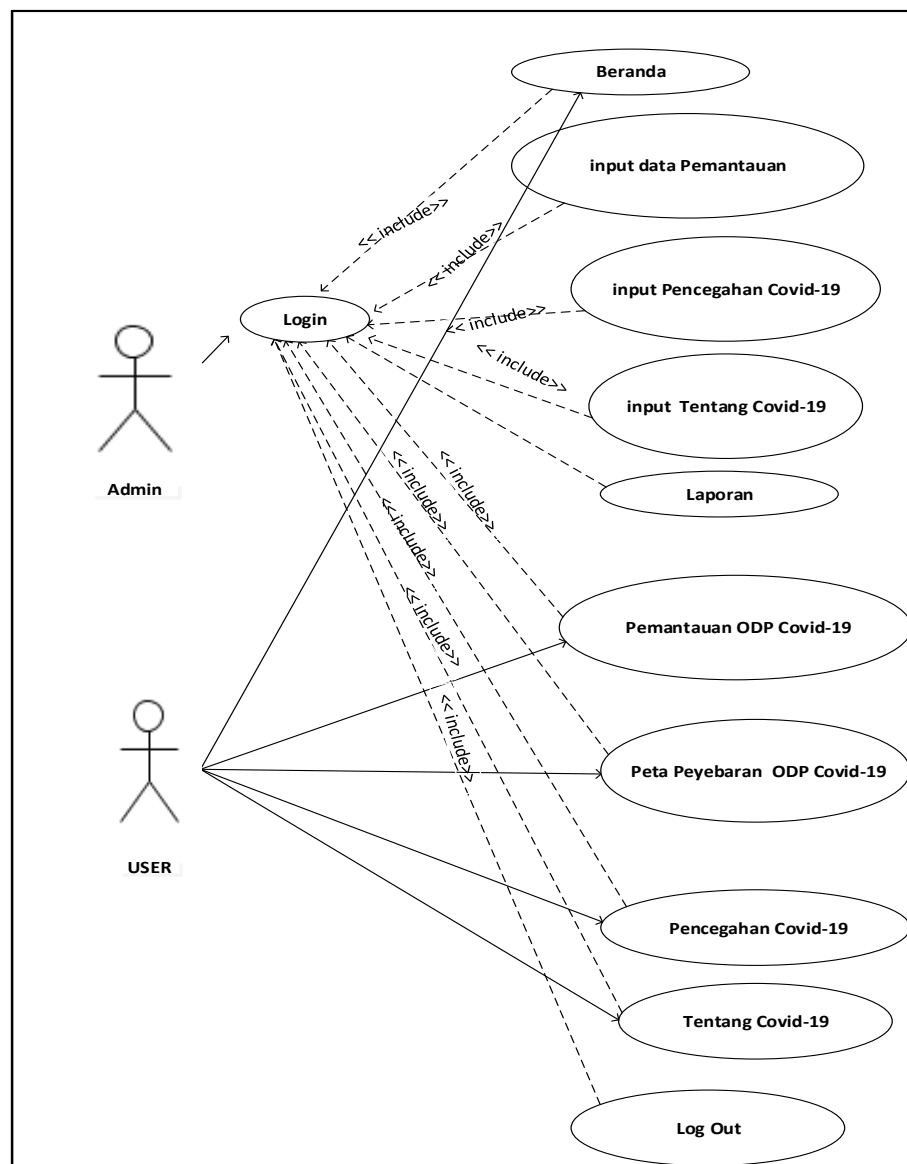 Beranda
input data Pemantauan
<< include>>
<< include>>
input Pencegahan Covid-19
Login
<< include>>
<< include>>
input Tentang Covid-19
Admin
Laporan
<< include>>
<< include>>
<< include>>
<< include>>
Pemantauan ODP Covid-19
<< include>>
Peta Peyebaran ODP Covid-19
USER
Pencegahan Covid-19
Tentang Covid-19
Log Out